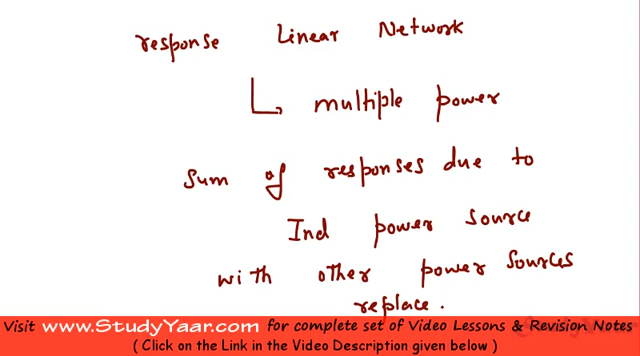 response Linear Network
multiple power
sum of responses due to
Ind power source
with other power sources
replace.
Visit www.StudyYaar.com for complete set of Video Lessons & Revision Notes
( Click on the Link in the Video Description given below )